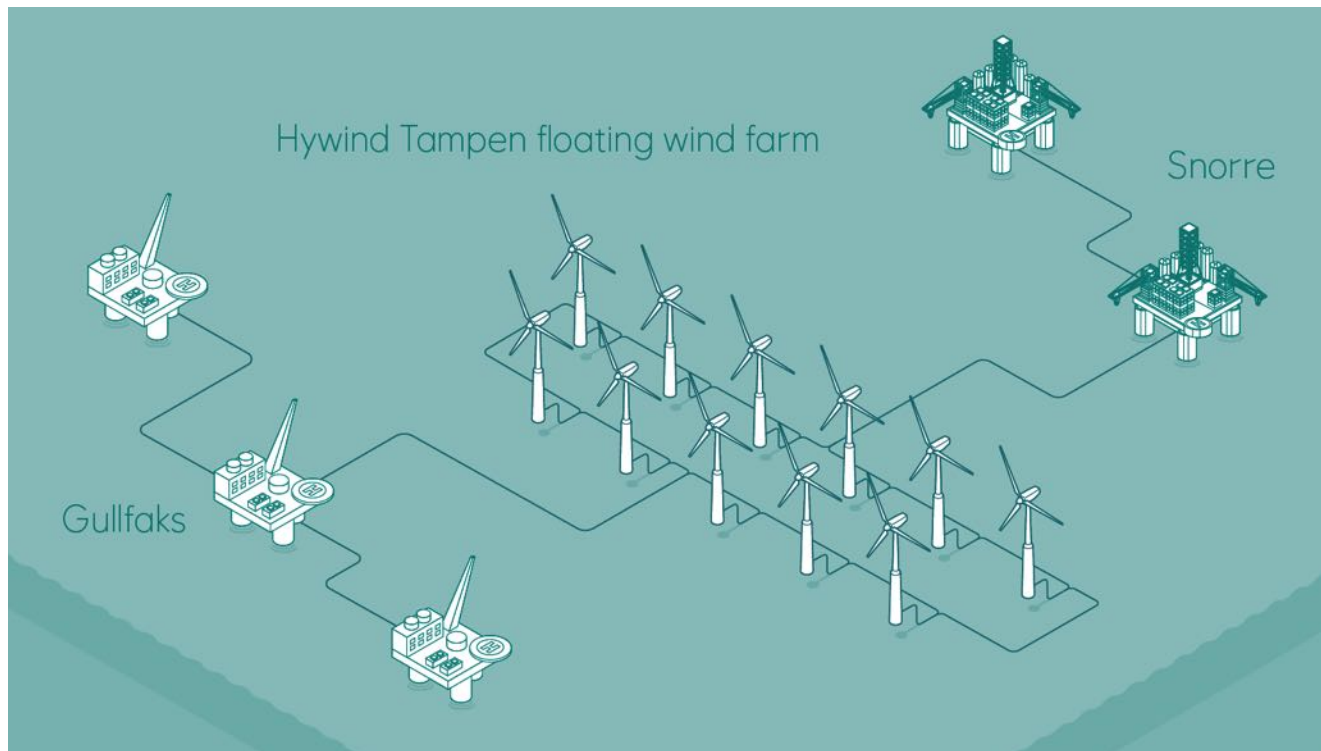 Hywind Tampen floating wind farm
Snorre
H
H
Gullfaks
H